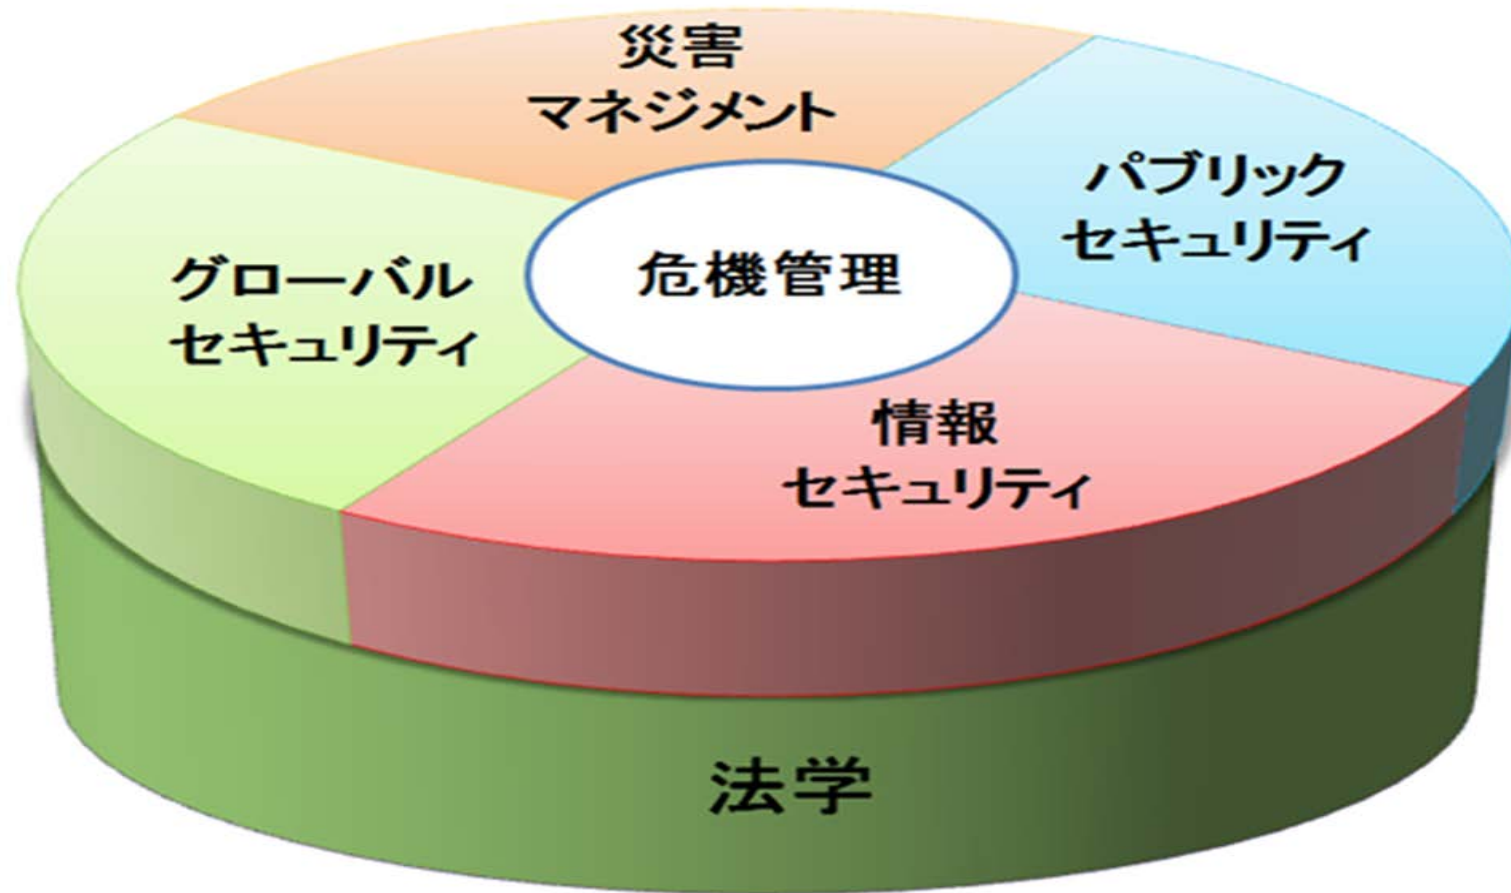 災害
マネジメント
パブリック
セキュリティ
グローバル
セキュリティ
危機管理
情報
セキュリティ
法学